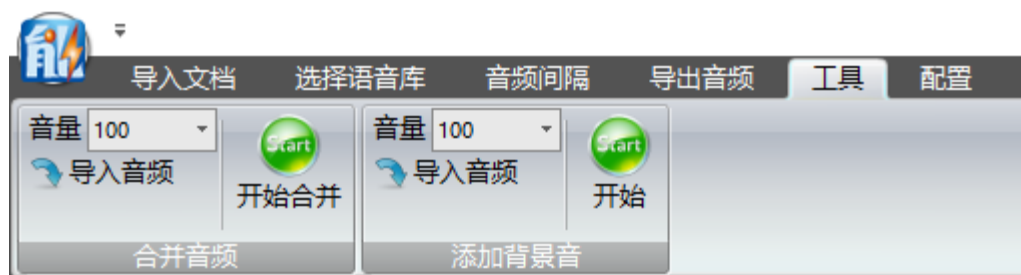 导入文档 选择语音库 音频间隔 导出音频 工具 配置
音量 100
导入音频
Start
开始合并
合并音频
音量 100
导入音频
Start
开始
添加背景音